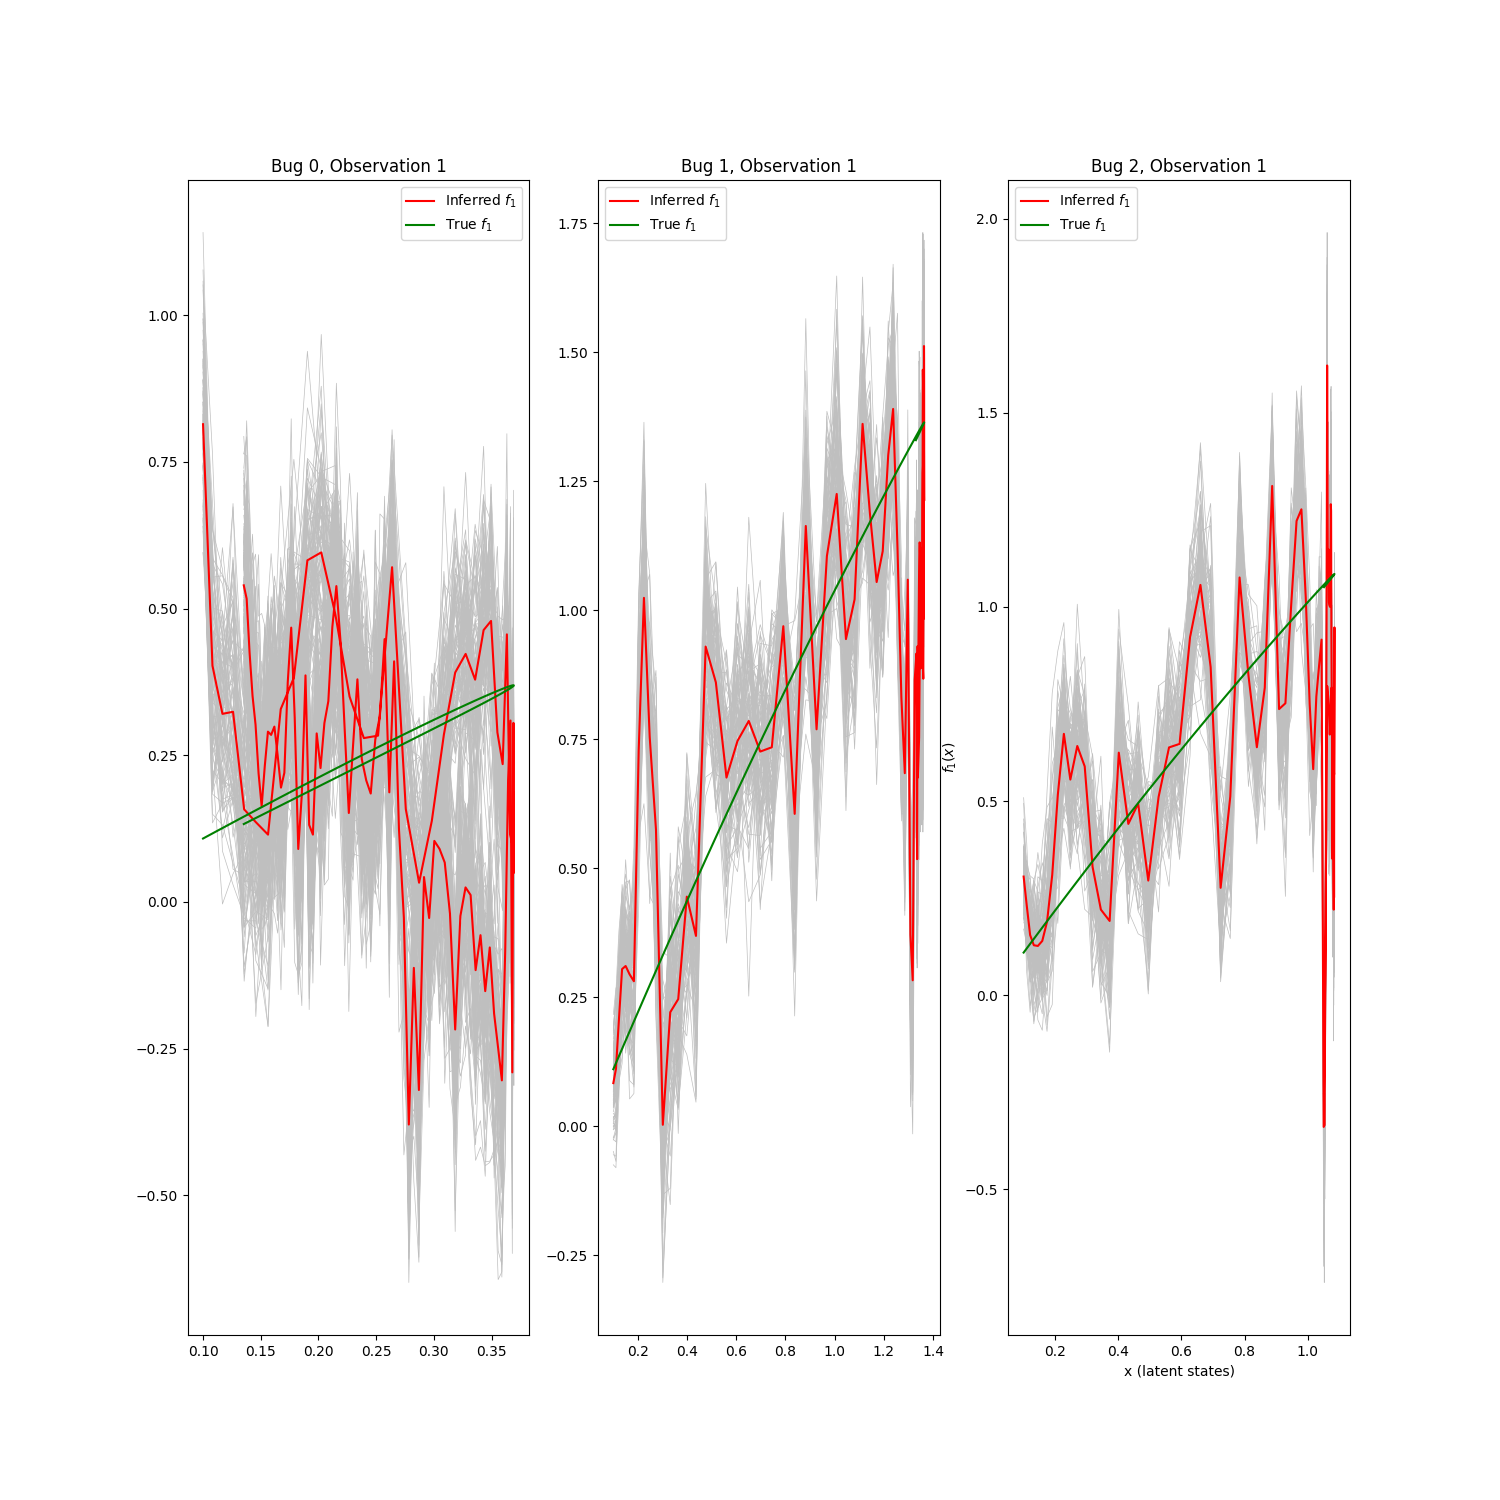 Bug 0, Observation 1
Inferred f₁
True f₁
1.00
0.75
0.50
0.25
0.00
−0.25
−0.50
0.10 0.15 0.20 0.25 0.30 0.35
Bug 1, Observation 1
Inferred f₁
True f₁
1.75
1.50
1.25
1.00
0.75
0.50
0.25
0.00
−0.25
0.2 0.4 0.6 0.8 1.0 1.2 1.4
Bug 2, Observation 1
Inferred f₁
True f₁
f₁(x)
2.0
1.5
1.0
0.5
0.0
−0.5
0.2 0.4 0.6 0.8 1.0
x (latent states)